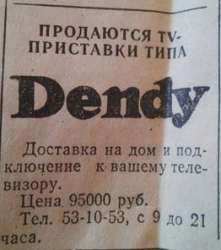 ПРОДАЮТСЯ TV-
ПРИСТАВКИ ТИПА
Dendy
Доставка на дом и под-
ключение к вашему теле-
визору.
Цена 95000 руб.
Тел. 53-10-53, с 9 до 21
часа.